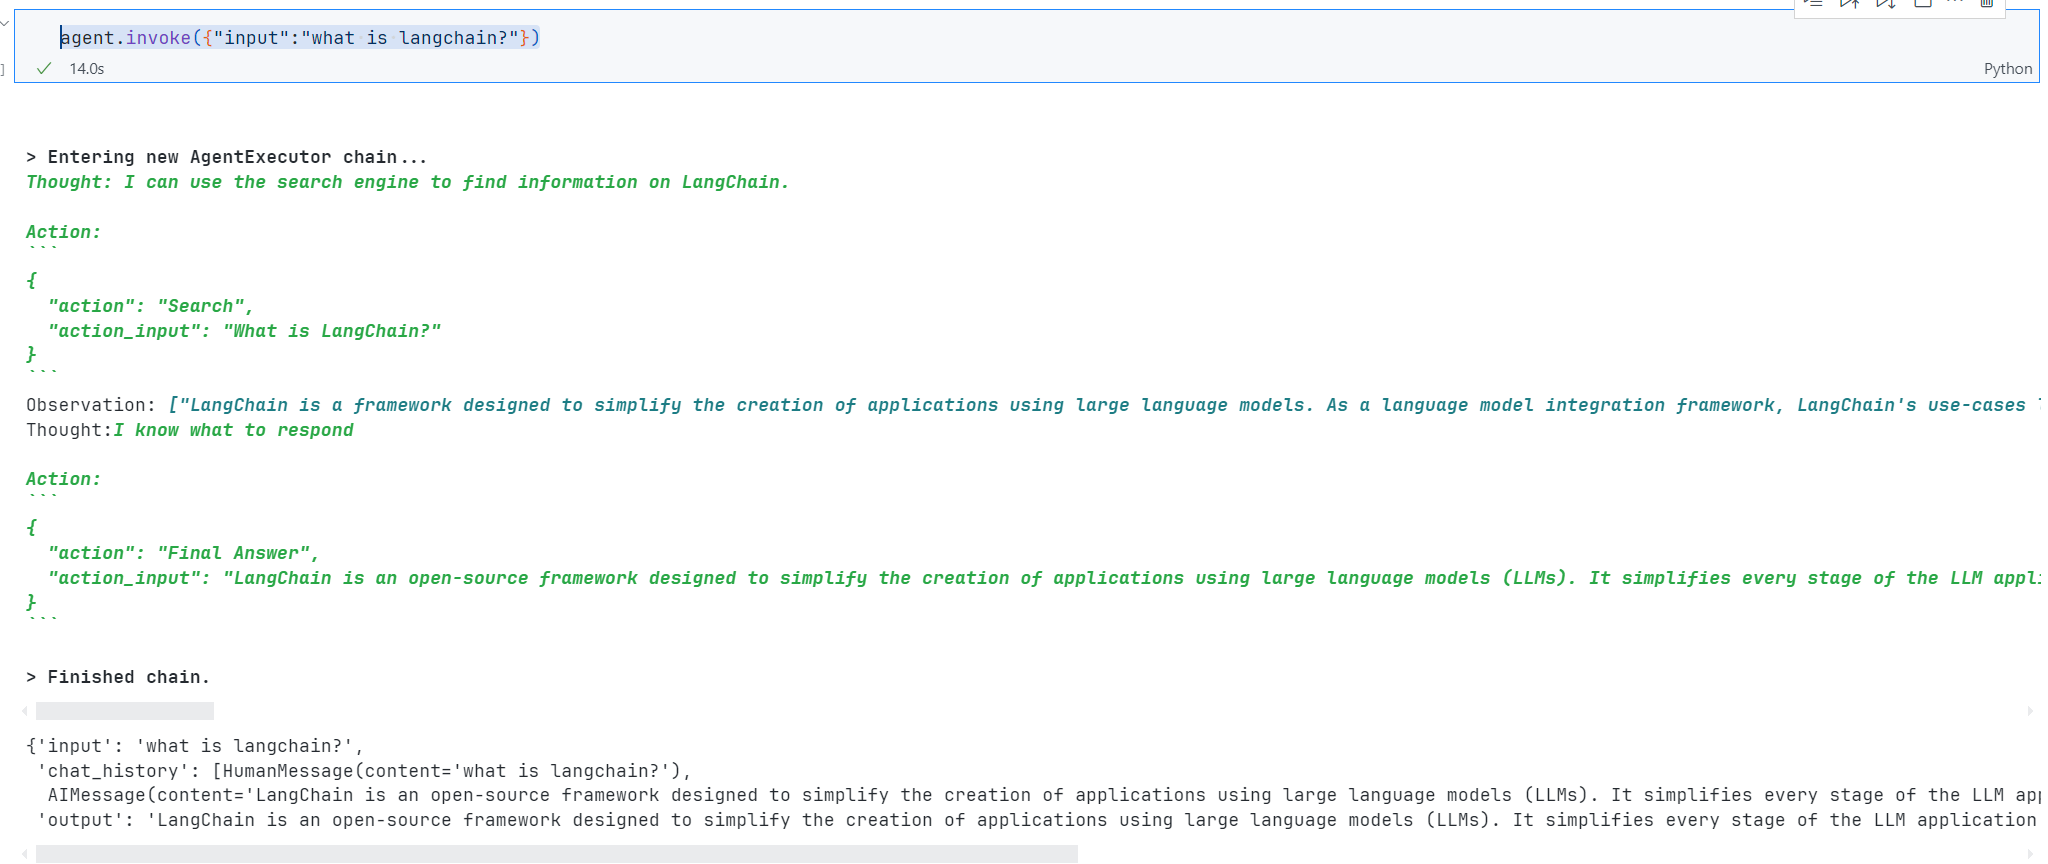 agent.invoke({"input":"what is langchain?"})
]
14.0s
Python
> Entering new AgentExecutor chain...
Thought: I can use the search engine to find information on LangChain.
Action:
```
{
  "action": "Search",
  "action_input": "What is LangChain?"
}
```
Observation: ["LangChain is a framework designed to simplify the creation of applications using large language models. As a language model integration framework, LangChain's use-cases
Thought:I know what to respond
Action:
```
{
  "action": "Final Answer",
  "action_input": "LangChain is an open-source framework designed to simplify the creation of applications using large language models (LLMs). It simplifies every stage of the LLM appl
}
```
> Finished chain.
{'input': 'what is langchain?',
 'chat_history': [HumanMessage(content='what is langchain?'),
  AIMessage(content='LangChain is an open-source framework designed to simplify the creation of applications using large language models (LLMs). It simplifies every stage of the LLM ap
 'output': 'LangChain is an open-source framework designed to simplify the creation of applications using large language models (LLMs). It simplifies every stage of the LLM application